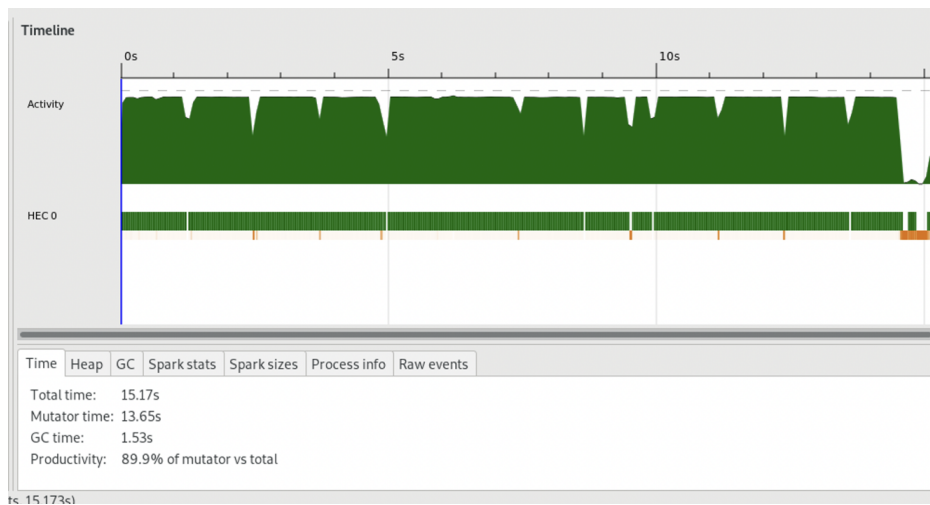 Timeline
0s 5s 10s
Activity
HEC 0
Time Heap GC Spark stats Spark sizes Process info Raw events
Total time: 15.17s
Mutator time: 13.65s
GC time: 1.53s
Productivity: 89.9% of mutator vs total
ts, 15.173s)